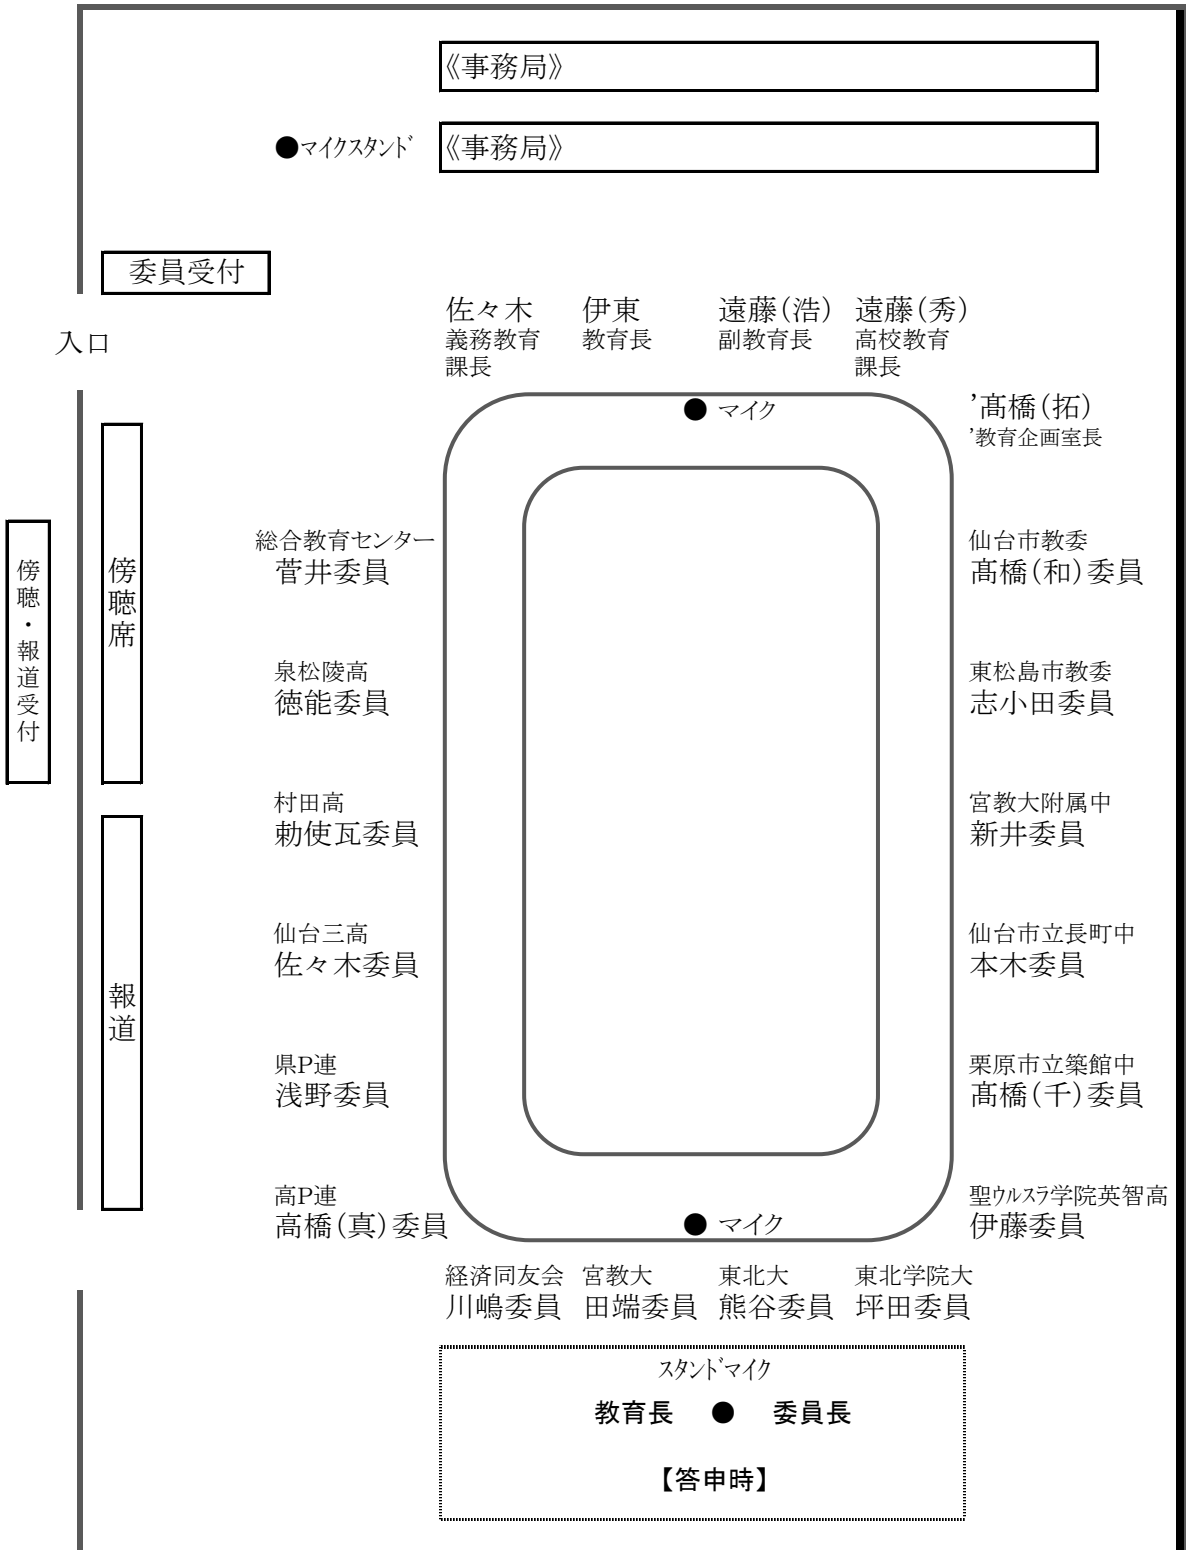 《事務局》
●マイクスタンド 《事務局》
委員受付
入口
佐々木 伊東 遠藤(浩) 遠藤(秀)
義務教育 教育長 副教育長 高校教育
課長 課長
● マイク
’髙橋(拓)
’教育企画室長
傍聴・報道受付
傍聴席
報道
総合教育センター
菅井委員
仙台市教委
髙橋(和)委員
泉松陵高
徳能委員
東松島市教委
志小田委員
村田高
勅使瓦委員
宮教大附属中
新井委員
仙台三高
佐々木委員
仙台市立長町中
本木委員
県P連
浅野委員
栗原市立築館中
髙橋(千)委員
高P連
高橋(真)委員
聖ウルスラ学院英智高
伊藤委員
● マイク
経済同友会 宮教大 東北大 東北学院大
川嶋委員 田端委員 熊谷委員 坪田委員
スタンドマイク
教育長 ● 委員長
【答申時】